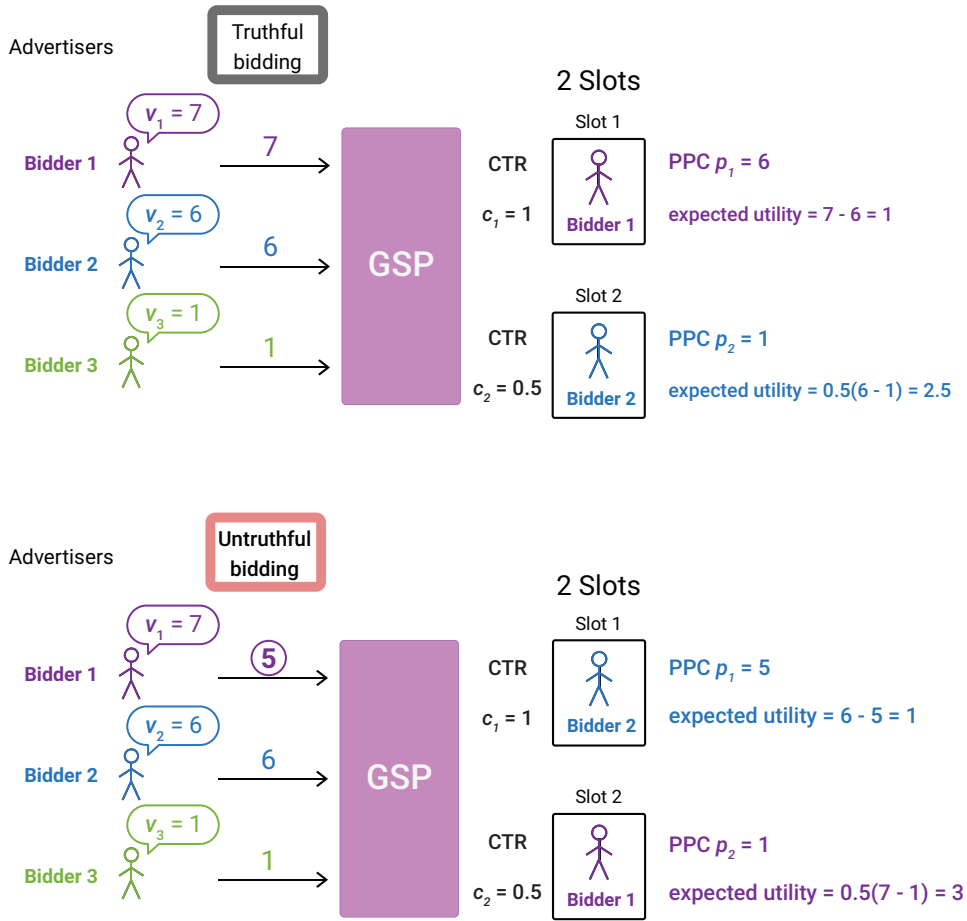 Advertisers
Truthful
bidding
2 Slots
v₁ = 7
Slot 1
Bidder 1
7
CTR
PPC p₁ = 6
c₁ = 1
Bidder 1
expected utility = 7 - 6 = 1
v₂ = 6
Bidder 2
6
GSP
Slot 2
v₃ = 1
CTR
PPC p₂ = 1
Bidder 3
1
c₂ = 0.5
Bidder 2
expected utility = 0.5(6 - 1) = 2.5
Advertisers
Untruthful
bidding
2 Slots
v₁ = 7
Slot 1
Bidder 1
5
CTR
PPC p₁ = 5
c₁ = 1
Bidder 2
expected utility = 6 - 5 = 1
v₂ = 6
Bidder 2
6
GSP
Slot 2
v₃ = 1
CTR
PPC p₂ = 1
Bidder 3
1
c₂ = 0.5
Bidder 1
expected utility = 0.5(7 - 1) = 3